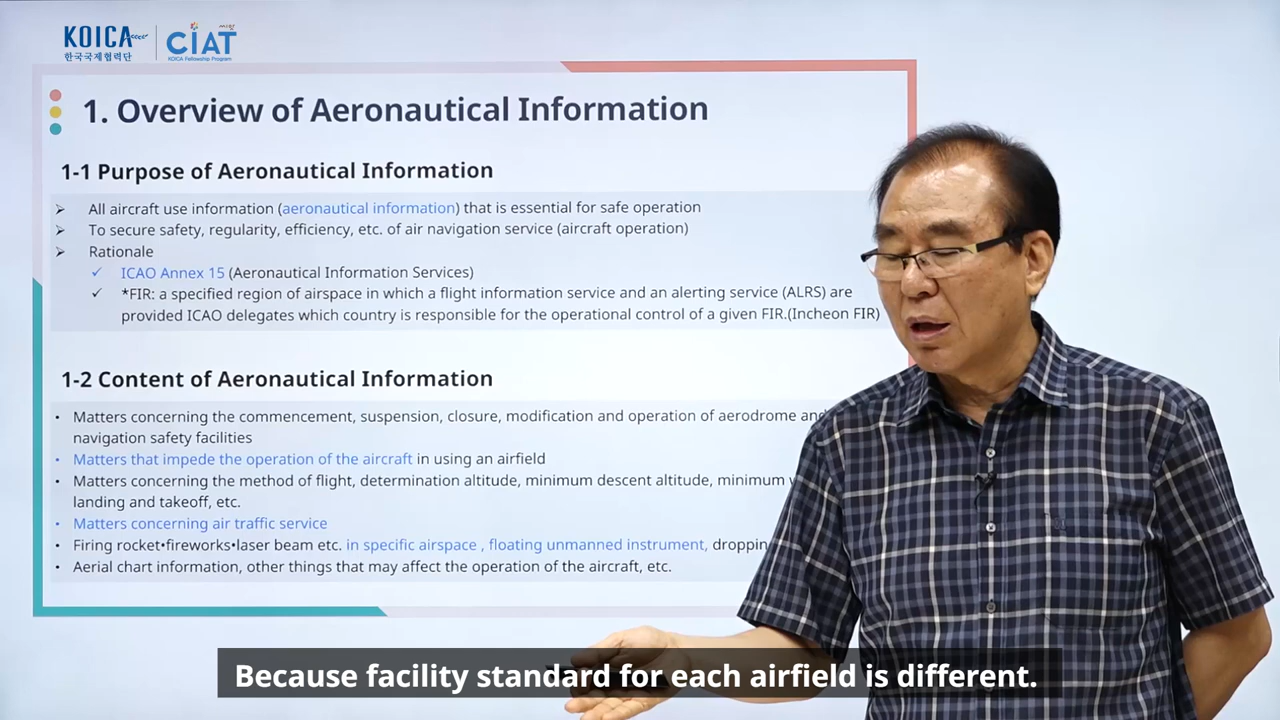 KOICA
한국국제협력단
CIAT
KOICA Fellowship Program
1. Overview of Aeronautical Information
1-1 Purpose of Aeronautical Information
➢ All aircraft use information (aeronautical information) that is essential for safe operation
➢ To secure safety, regularity, efficiency, etc. of air navigation service (aircraft operation)
➢ Rationale
✓ ICAO Annex 15 (Aeronautical Information Services)
✓ *FIR: a specified region of airspace in which a flight information service and an alerting service (ALRS) are
provided ICAO delegates which country is responsible for the operational control of a given FIR.(Incheon FIR)
1-2 Content of Aeronautical Information
• Matters concerning the commencement, suspension, closure, modification and operation of aerodrome and
navigation safety facilities
• Matters that impede the operation of the aircraft in using an airfield
• Matters concerning the method of flight, determination altitude, minimum descent altitude, minimum
landing and takeoff, etc.
• Matters concerning air traffic service
• Firing rocket•fireworks•laser beam etc. in specific airspace , floating unmanned instrument,
• Aerial chart information, other things that may affect the operation of the aircraft, etc.
Because facility standard for each airfield is different.